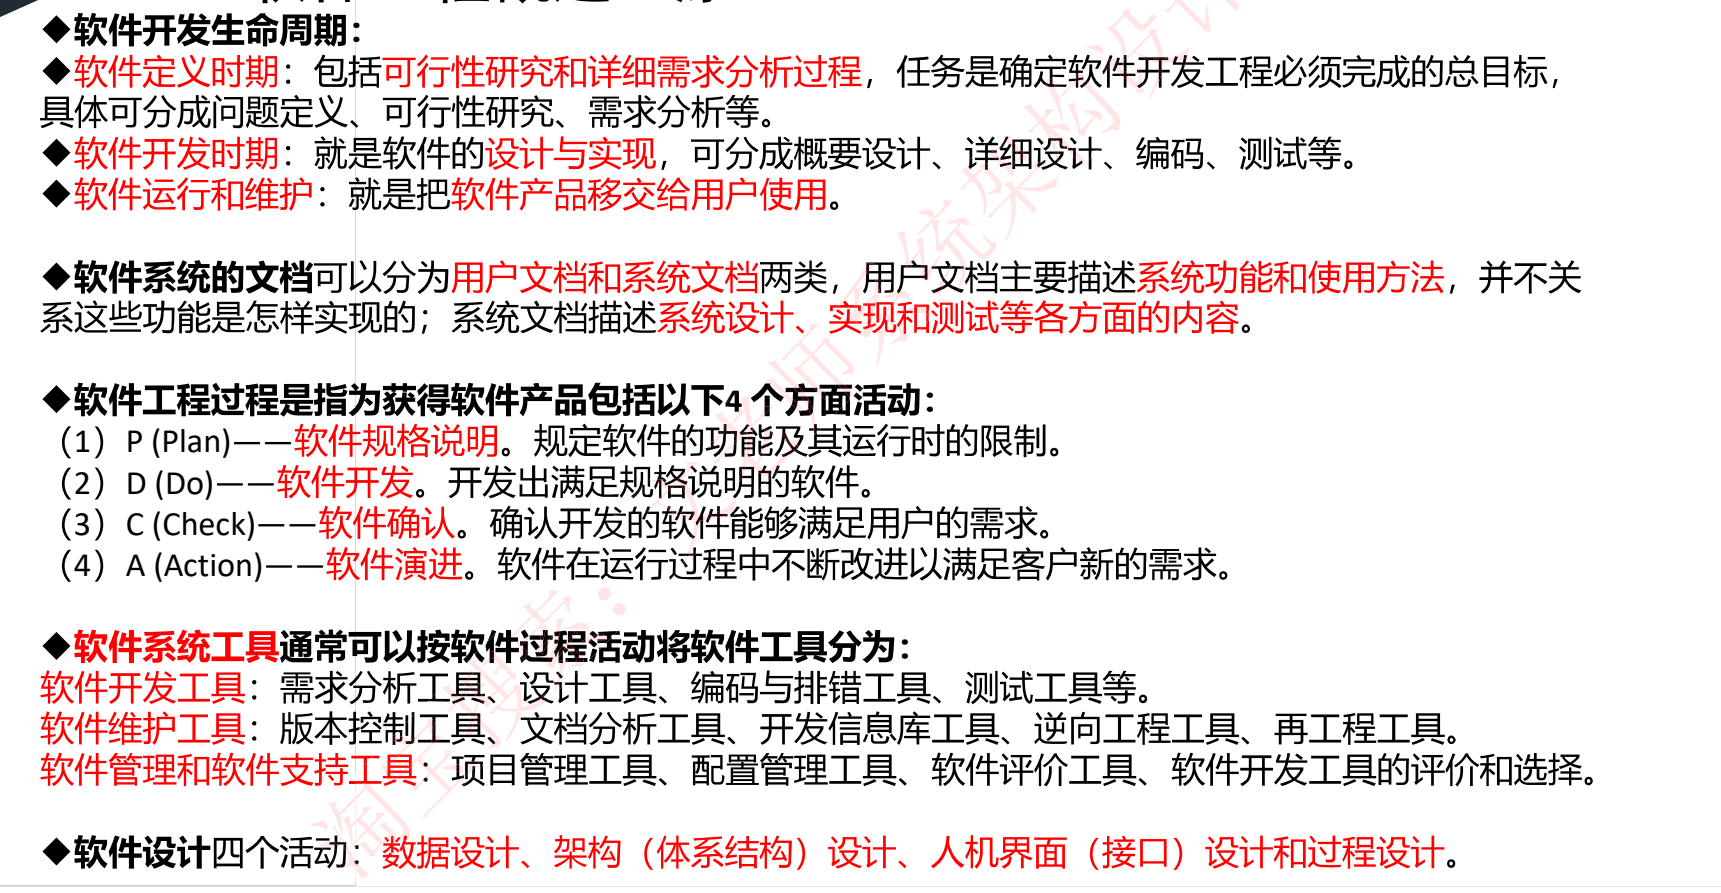 ◆软件开发生命周期：
◆软件定义时期：包括可行性研究和详细需求分析过程，任务是确定软件开发工程必须完成的总目标，
具体可分成问题定义、可行性研究、需求分析等。
◆软件开发时期：就是软件的设计与实现，可分成概要设计、详细设计、编码、测试等。
◆软件运行和维护：就是把软件产品移交给用户使用。
◆软件系统的文档可以分为用户文档和系统文档两类，用户文档主要描述系统功能和使用方法，并不关
系这些功能是怎样实现的；系统文档描述系统设计、实现和测试等各方面的内容。
◆软件工程过程是指为获得软件产品包括以下4 个方面活动：
（1）P (Plan)——软件规格说明。规定软件的功能及其运行时的限制。
（2）D (Do)——软件开发。开发出满足规格说明的软件。
（3）C (Check)——软件确认。确认开发的软件能够满足用户的需求。
（4）A (Action)——软件演进。软件在运行过程中不断改进以满足客户新的需求。
◆软件系统工具通常可以按软件过程活动将软件工具分为：
软件开发工具：需求分析工具、设计工具、编码与排错工具、测试工具等。
软件维护工具：版本控制工具、文档分析工具、开发信息库工具、逆向工程工具、再工程工具。
软件管理和软件支持工具：项目管理工具、配置管理工具、软件评价工具、软件开发工具的评价和选择。
◆软件设计四个活动：数据设计、架构（体系结构）设计、人机界面（接口）设计和过程设计。
淘宝搜索：文老师系统架构设计